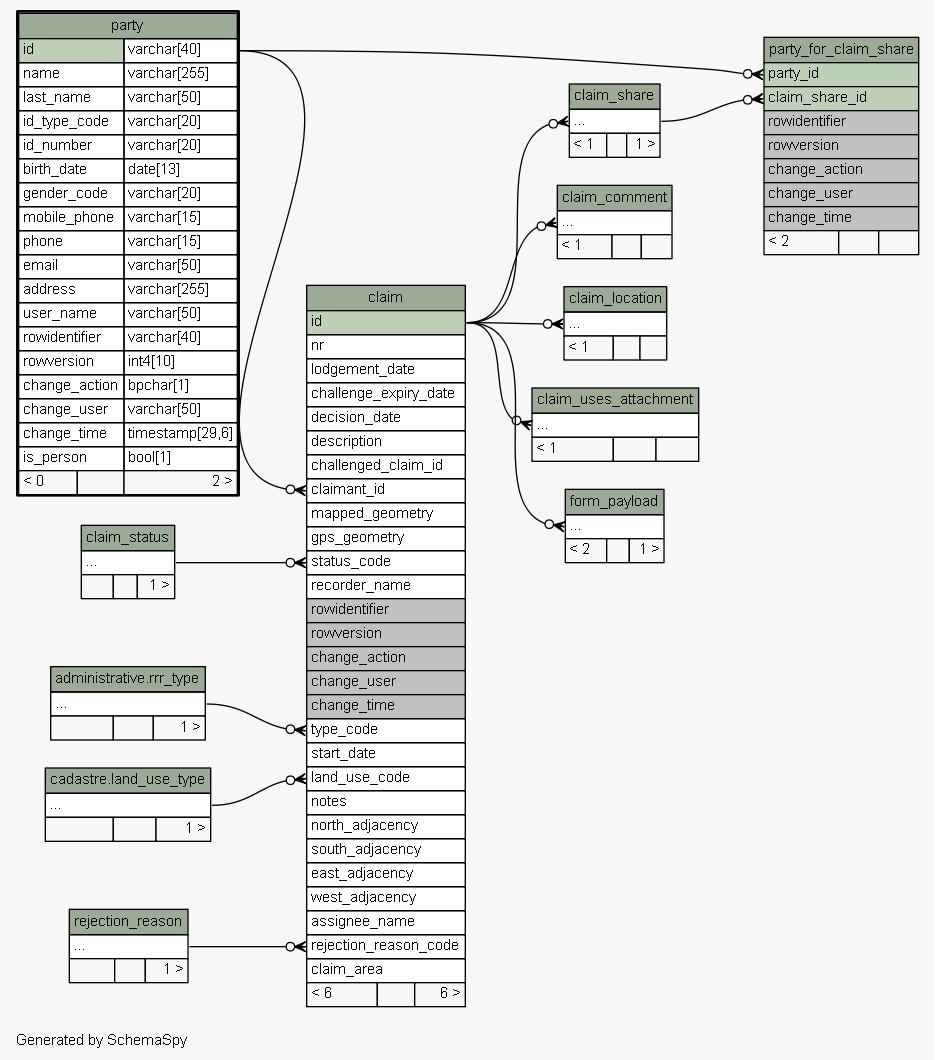 party
id varchar[40]
name varchar[255]
last_name varchar[50]
id_type_code varchar[20]
id_number varchar[20]
birth_date date[13]
gender_code varchar[20]
mobile_phone varchar[15]
phone varchar[15]
email varchar[50]
address varchar[255]
user_name varchar[50]
rowidentifier varchar[40]
rowversion int4[10]
change_action bpchar[1]
change_user varchar[50]
change_time timestamp[29,6]
is_person bool[1]
< 0 2 >
party_for_claim_share
party_id
claim_share_id
rowidentifier
rowversion
change_action
change_user
change_time
< 2
claim_share
...
< 1 1 >
claim_comment
...
< 1
claim_location
...
< 1
claim_uses_attachment
...
< 1
form_payload
...
< 2 1 >
claim
id
nr
lodgement_date
challenge_expiry_date
decision_date
description
challenged_claim_id
claimant_id
mapped_geometry
gps_geometry
status_code
recorder_name
rowidentifier
rowversion
change_action
change_user
change_time
type_code
start_date
land_use_code
notes
north_adjacency
south_adjacency
east_adjacency
west_adjacency
assignee_name
rejection_reason_code
claim_area
< 6 6 >
claim_status
...
1 >
administrative.rrr_type
...
1 >
cadastre.land_use_type
...
1 >
rejection_reason
...
1 >
Generated by SchemaSpy